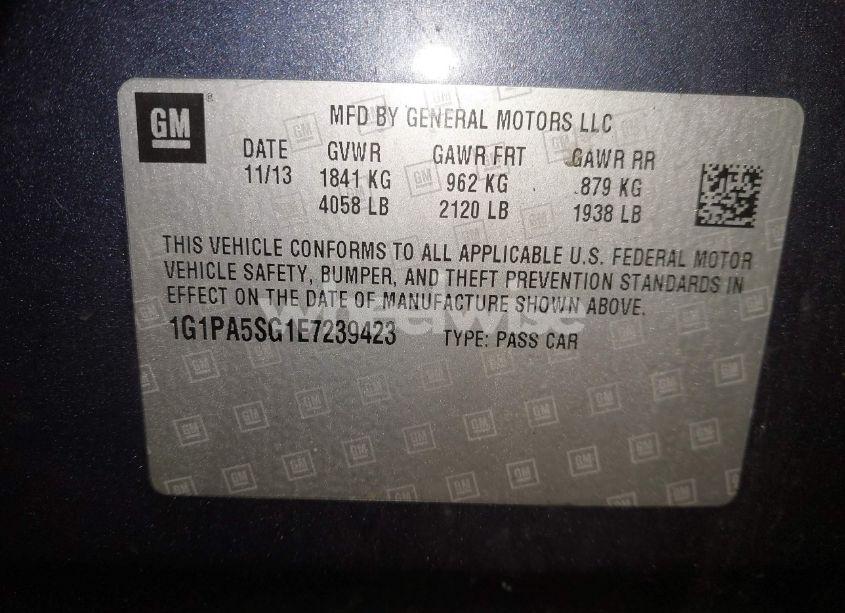 GM
MFD BY GENERAL MOTORS LLC
DATE GVWR GAWR FRT GAWR RR
11/13 1841 KG 962 KG 879 KG
4058 LB 2120 LB 1938 LB
THIS VEHICLE CONFORMS TO ALL APPLICABLE U.S. FEDERAL MOTOR
VEHICLE SAFETY, BUMPER, AND THEFT PREVENTION STANDARDS IN
EFFECT ON THE DATE OF MANUFACTURE SHOWN ABOVE.
wheelwise
1G1PA5SG1E7239423 TYPE: PASS CAR